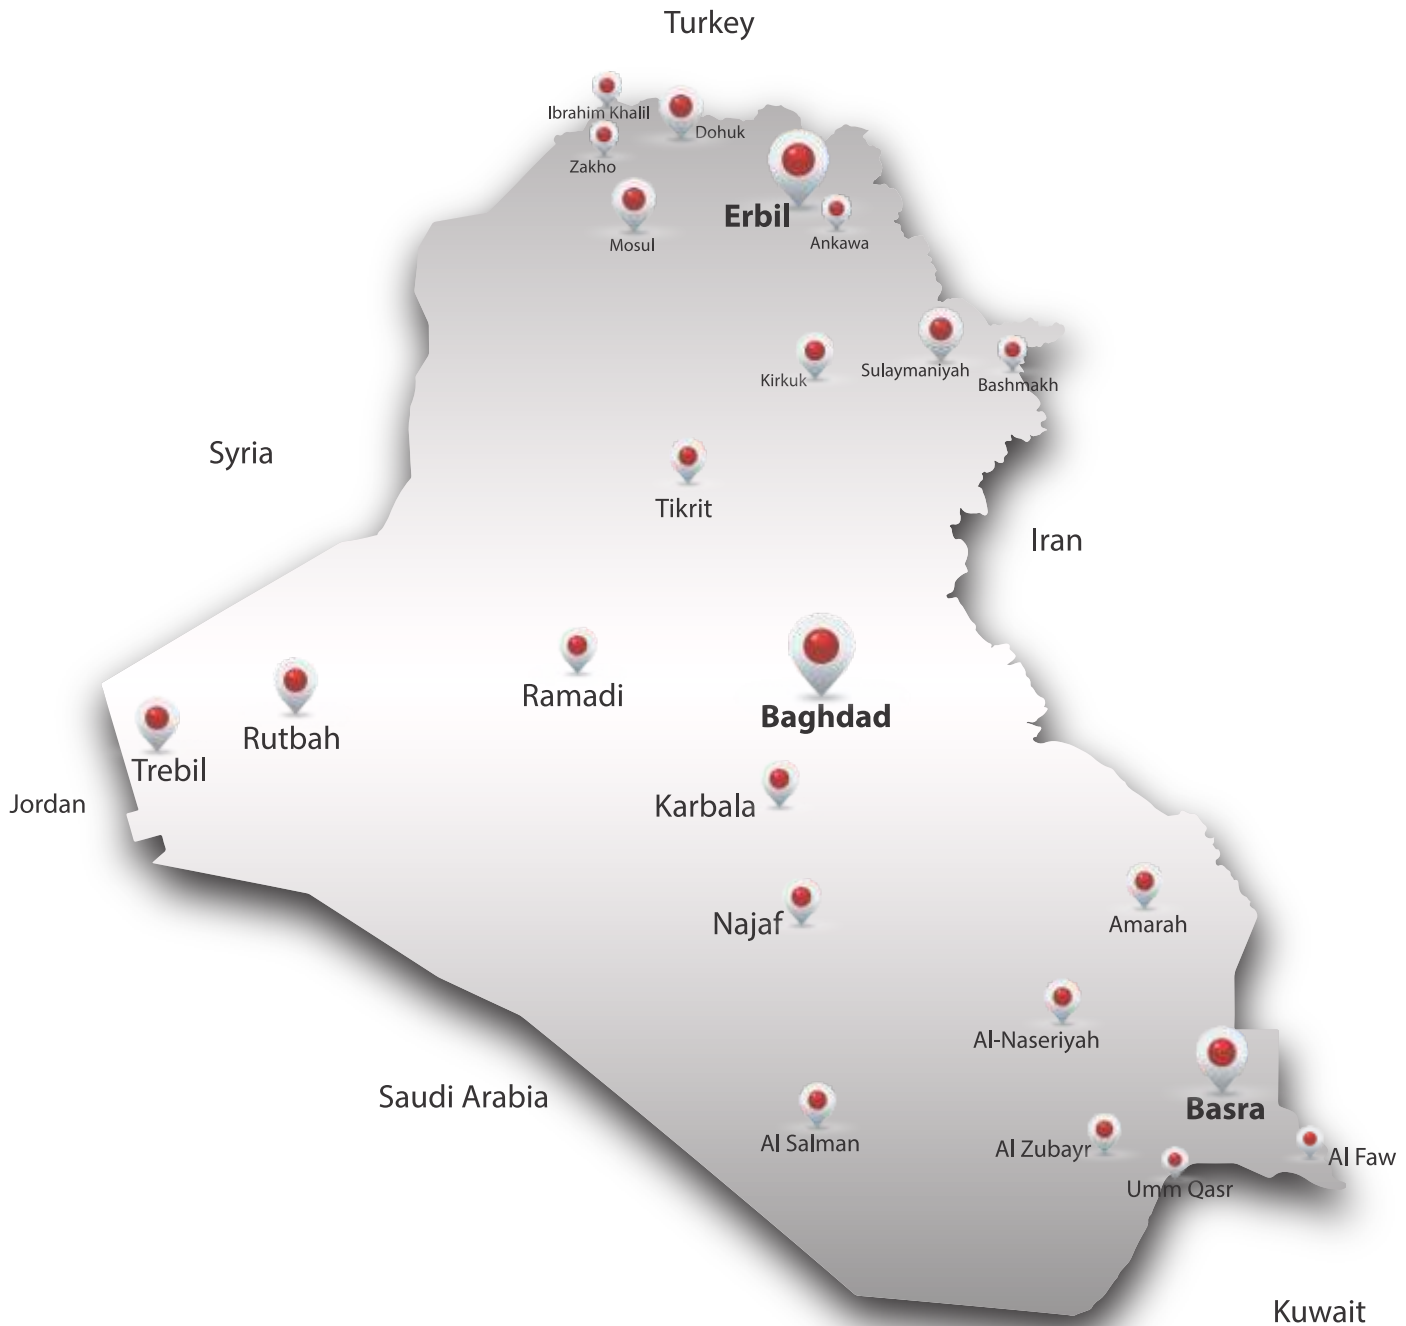 Turkey
Ibrahim Khalil
Dohuk
Zakho
Erbil
Mosul
Ankawa
Kirkuk
Sulaymaniyah
Bashmakh
Syria
Tikrit
Iran
Ramadi
Baghdad
Rutbah
Trebil
Jordan
Karbala
Najaf
Amarah
Al-Naseriyah
Saudi Arabia
Basra
Al Salman
Al Zubayr
Al Faw
Umm Qasr
Kuwait